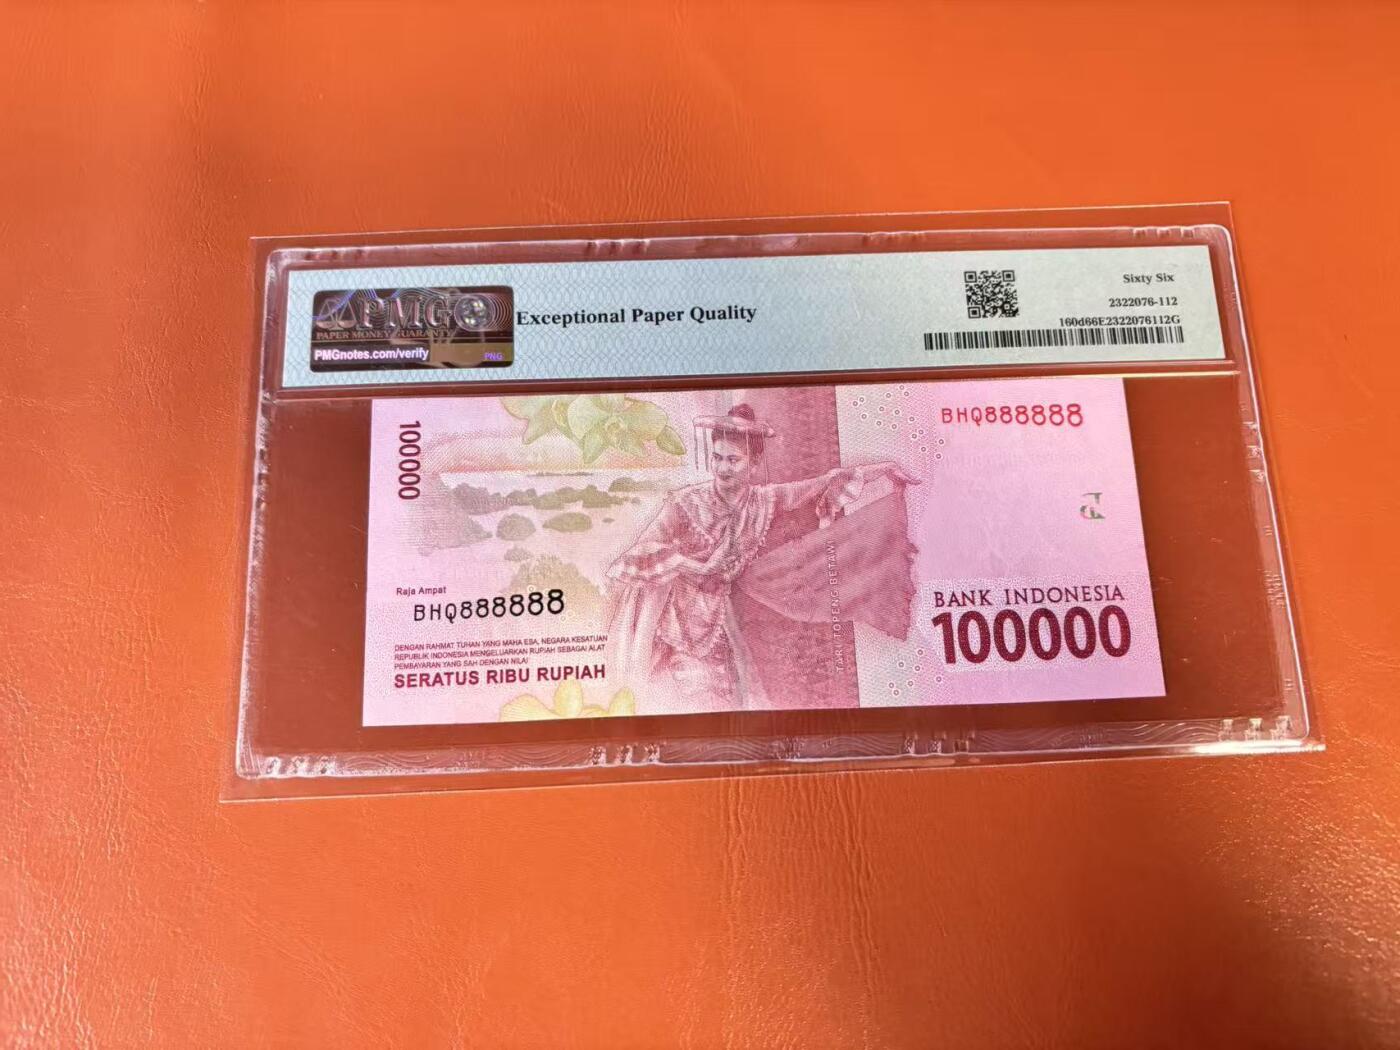 PMG
PAPER MONEY GUARANTY
PMGnotes.com/verify
PNG
Exceptional Paper Quality
Sixty Six
2322076-112
160d66E2322076112G
100000
BHQ888888
Raja Ampat
BHQ888888
DENGAN RAHMAT TUHAN YANG MAHA ESA, NEGARA KESATUAN
REPUBLIK INDONESIA MENGELUARKAN RUPIAH SEBAGAI ALAT
PEMBAYARAN YANG SAH DENGAN NILAI
SERATUS RIBU RUPIAH
TARI TOPENG BETAWI
BANK INDONESIA
100000